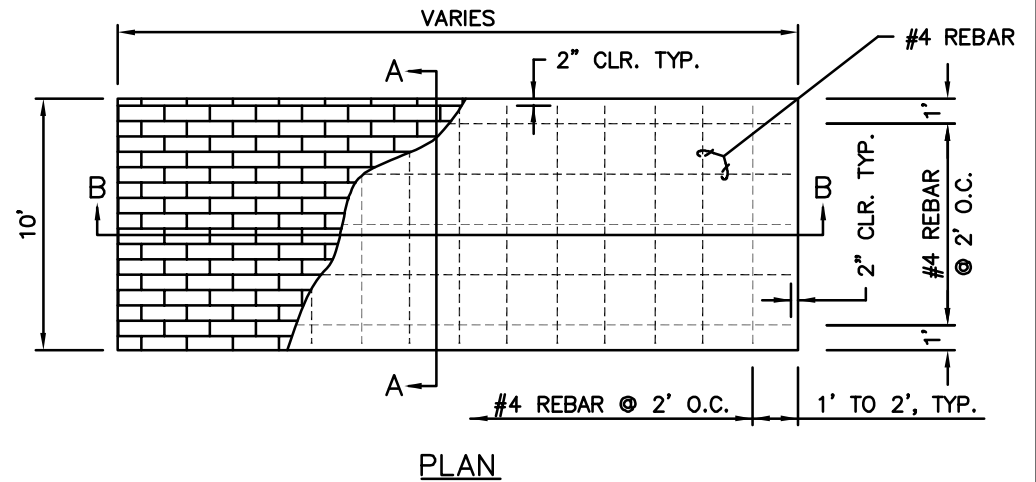 VARIES
#4 REBAR
A
2" CLR. TYP.
1'
B
B
10'
2" CLR. TYP.
#4 REBAR
@ 2' O.C.
1'
A
#4 REBAR @ 2' O.C.
1' TO 2', TYP.
PLAN